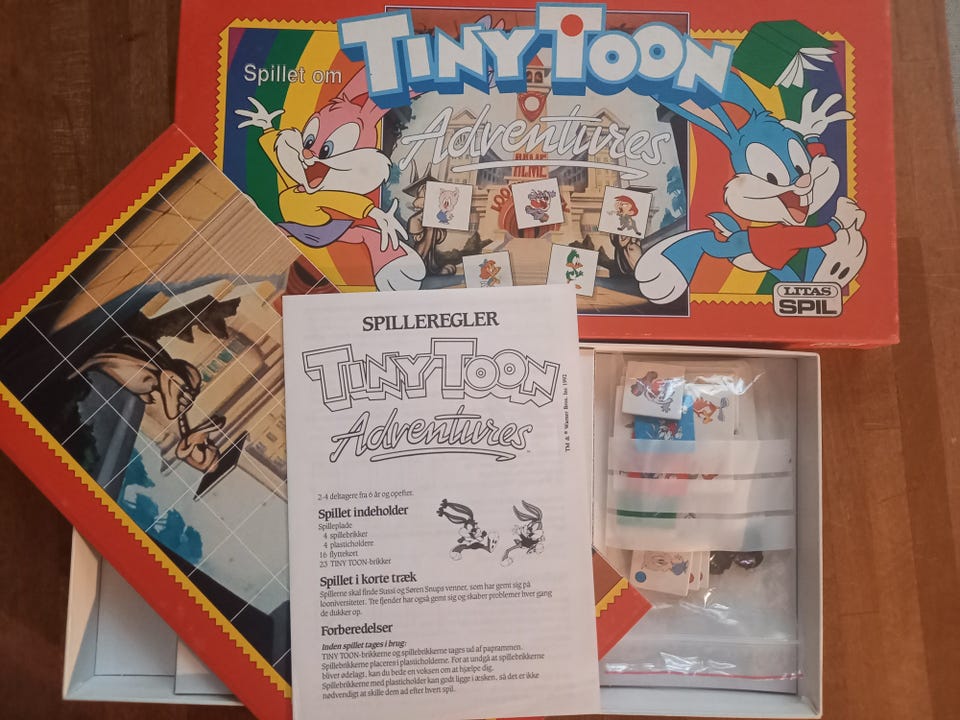 Spillet om
TINY TOON
Adventures
ACME
LOO
LITAS
SPIL
SPILLEREGLER
TINY TOON
Adventures
TM & ® Warner Bros. Inc 1992
2-4 deltagere fra 6 år og opefter.
Spillet indeholder
Spilleplade
4 spillebrikker
4 plasticholdere
16 flyttekort
23 TINY TOON-brikker
Spillet i korte træk
Spillerne skal finde Sussi og Søren Snups venner, som har gemt sig på
looniversitetet. Tre fjender har også gemt sig og skaber problemer hver gang
de dukker op.
Forberedelser
Inden spillet tages i brug:
TINY TOON-brikkerne og spillebrikkerne tages ud af paprammen.
Spillebrikkerne placeres i plasticholderne. For at undgå at spillebrikkerne
bliver ødelagt, kan du bede en voksen om at hjælpe dig.
Spillebrikkerne med plasticholder kan godt ligge i æsken, så det er ikke
nødvendigt at skille dem ad efter hvert spil.